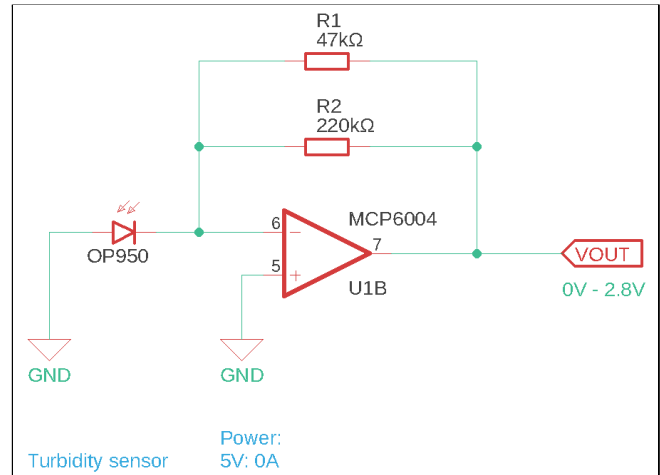 R1
47kΩ
R2
220kΩ
MCP6004
6
−
7
OP950
5
+
U1B
VOUT
0V - 2.8V
GND
GND
Power:
Turbidity sensor
5V: 0A